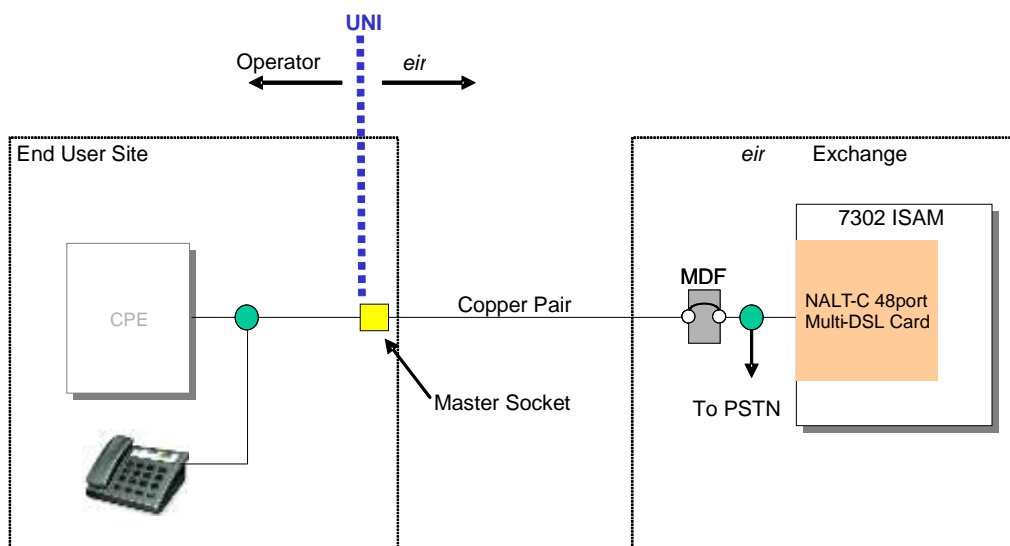 UNI
Operator
eir
End User Site
eir Exchange
7302 ISAM
MDF
NALT-C 48port
Multi-DSL Card
CPE
Copper Pair
Master Socket
To PSTN